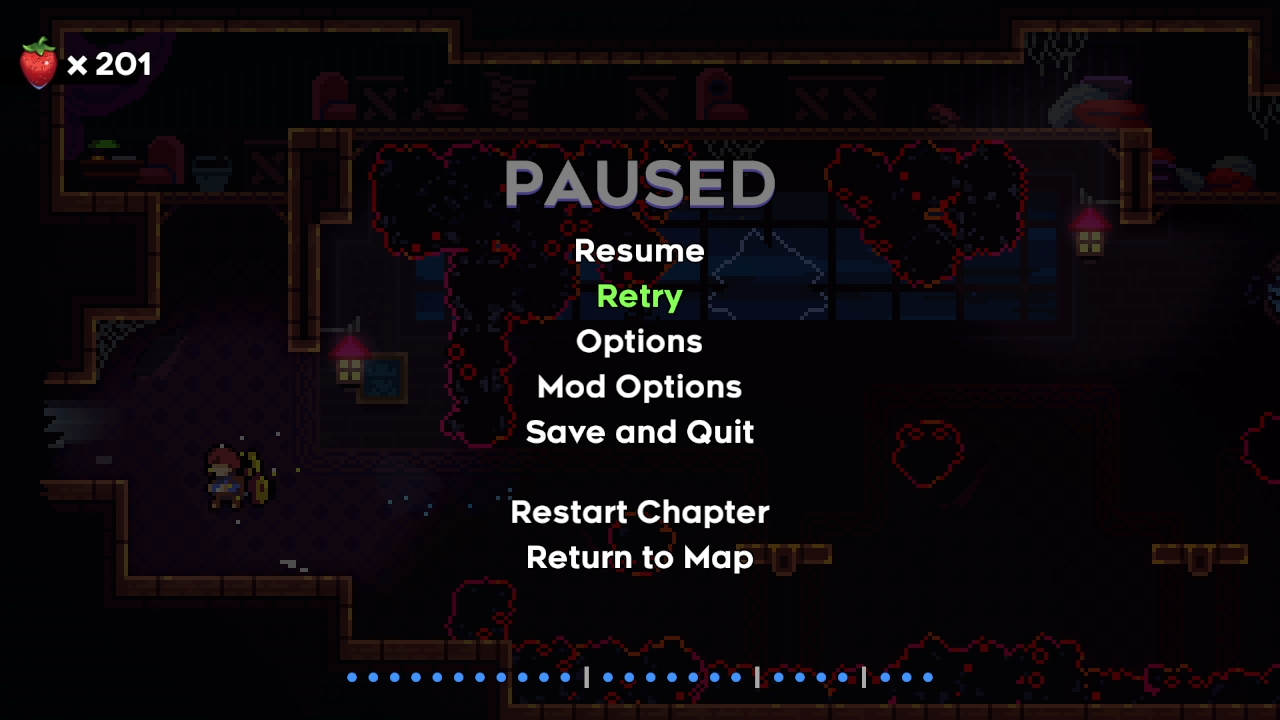 x 201
PAUSED
Resume
Retry
Options
Mod Options
Save and Quit
Restart Chapter
Return to Map